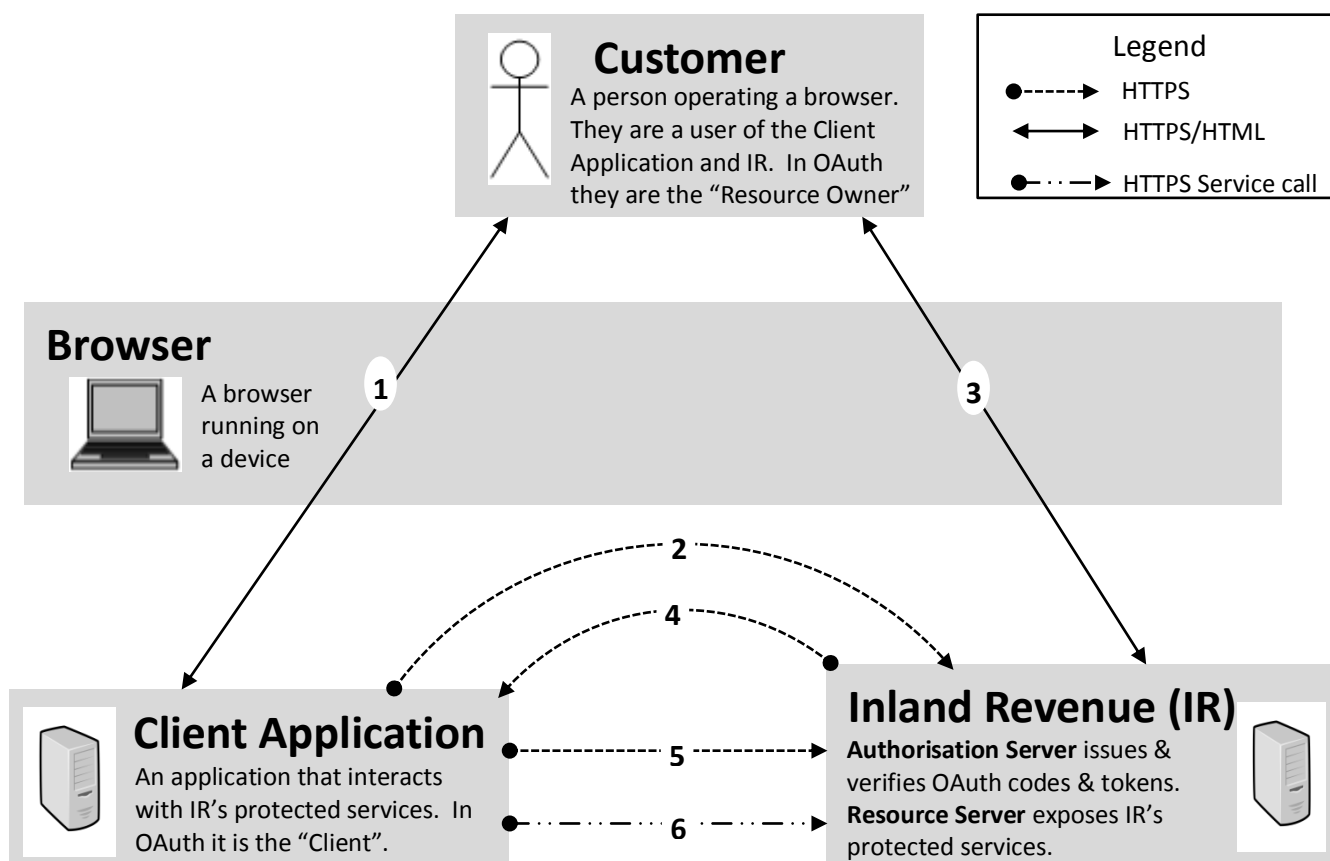 Customer
A person operating a browser.
They are a user of the Client
Application and IR.  In OAuth
they are the “Resource Owner”
Legend
HTTPS
HTTPS/HTML
HTTPS Service call
Browser
A browser
running on
a device
1
3
2
4
Client Application
An application that interacts
with IR’s protected services.  In
OAuth it is the “Client”.
5
6
Inland Revenue (IR)
Authorisation Server issues &
verifies OAuth codes & tokens.
Resource Server exposes IR’s
protected services.